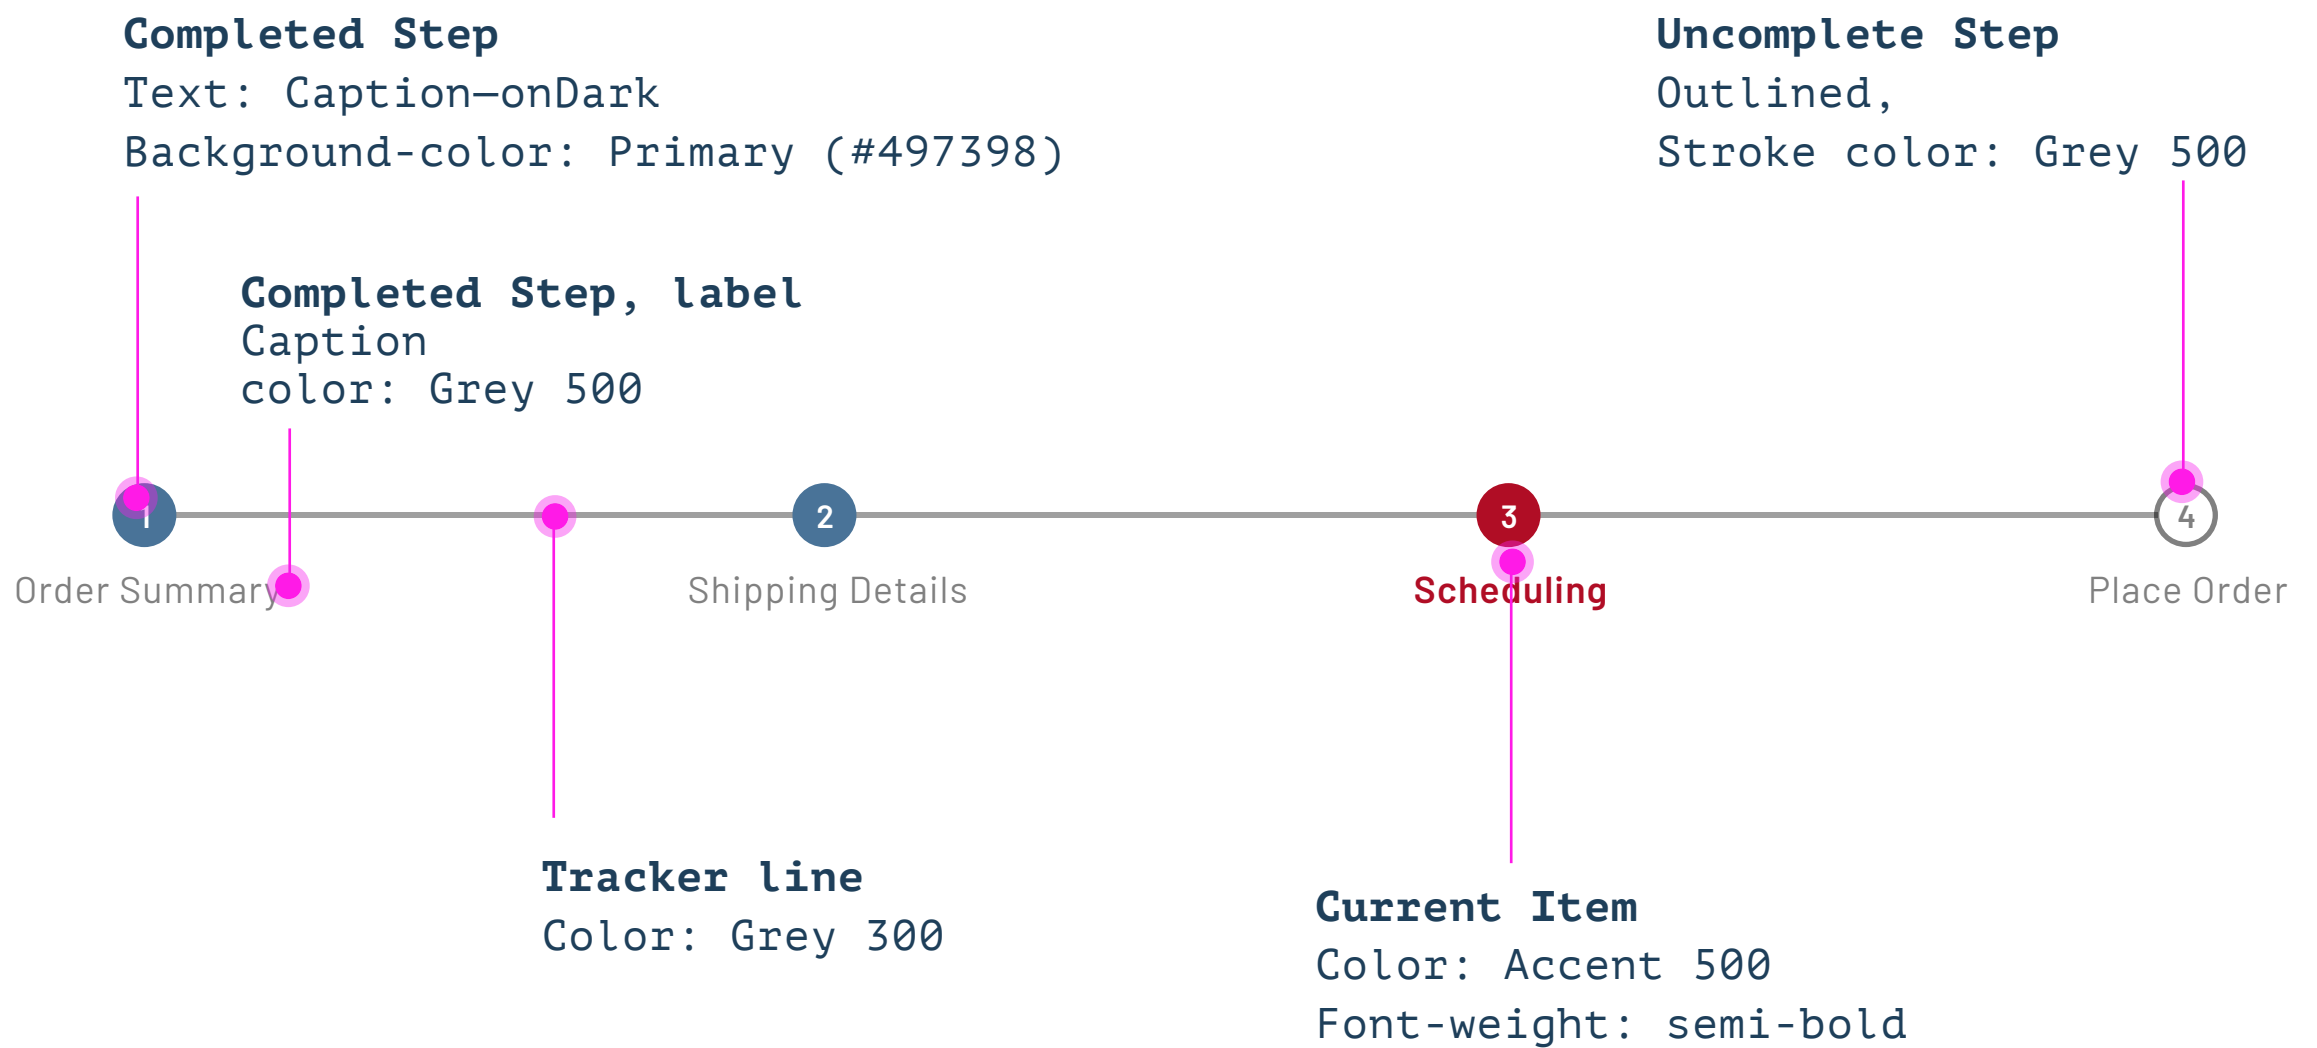 Completed Step
Text: Caption—onDark
Background-color: Primary (#497398)
Uncomplete Step
Outlined,
Stroke color: Grey 500
Completed Step, label
Caption
color: Grey 500
1
2
3
4
Order Summary
Shipping Details
Scheduling
Place Order
Tracker line
Color: Grey 300
Current Item
Color: Accent 500
Font-weight: semi-bold